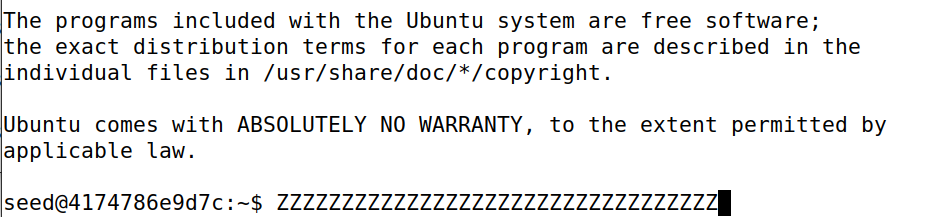 The programs included with the Ubuntu system are free software;
the exact distribution terms for each program are described in the
individual files in /usr/share/doc/*/copyright.
Ubuntu comes with ABSOLUTELY NO WARRANTY, to the extent permitted by
applicable law.
seed@4174786e9d7c:~$ ZZZZZZZZZZZZZZZZZZZZZZZZZZZZZZZZZZ